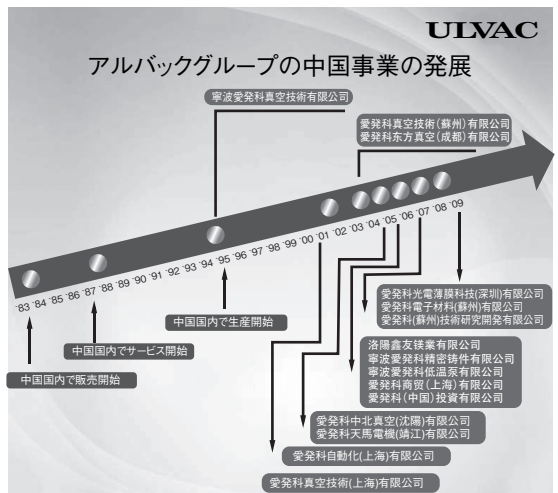 ULVAC
アルバックグループの中国事業の発展
寧波愛発科真空技術有限公司
愛発科真空技術(蘇州)有限公司
愛発科东方真空(成都)有限公司
'83 '84 '85 '86 '87 '88 '89 '90 '91 '92 '93 '94 '95 '96 '97 '98 '99 '00 '01 '02 '03 '04 '05 '06 '07 '08 '09
中国国内で販売開始
中国国内でサービス開始
中国国内で生産開始
愛発科光電薄膜科技(深圳)有限公司
愛発科電子材料(蘇州)有限公司
愛発科(蘇州)技術研究開発有限公司
洛陽鑫友镁業有限公司
寧波愛発科精密铸件有限公司
寧波愛発科低温泵有限公司
愛発科商贸(上海)有限公司
愛発科(中国)投資有限公司
愛発科中北真空(沈陽)有限公司
愛発科天馬電機(靖江)有限公司
愛発科自動化(上海)有限公司
愛発科真空技術(上海)有限公司